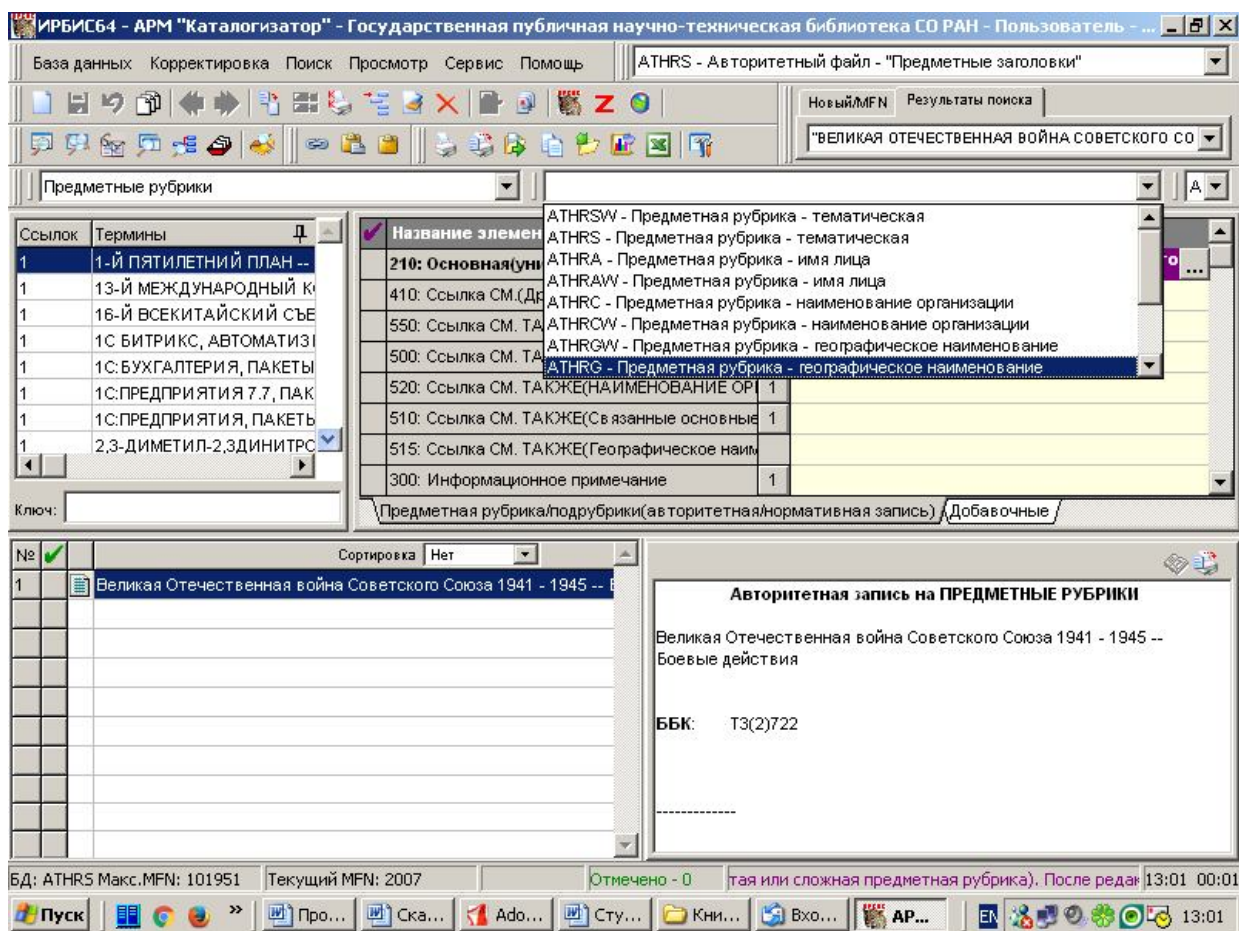 ИРБИС64 - АРМ "Каталогизатор" - Государственная публичная научно-техническая библиотека СО РАН - Пользователь - ...
База данных Корректировка Поиск Просмотр Сервис Помощь
ATHRS - Авторитетный файл - "Предметные заголовки"
Новый/MFN Результаты поиска
"ВЕЛИКАЯ ОТЕЧЕСТВЕННАЯ ВОЙНА СОВЕТСКОГО СО
Предметные рубрики
А
ATHRSW - Предметная рубрика - тематическая
ATHRS - Предметная рубрика - тематическая
ATHRA - Предметная рубрика - имя лица
ATHRAW - Предметная рубрика - имя лица
ATHRC - Предметная рубрика - наименование организации
ATHRCW - Предметная рубрика - наименование организации
ATHRGW - Предметная рубрика - географическое наименование
ATHRG - Предметная рубрика - географическое наименование
Ссылок Термины
1 1-Й ПЯТИЛЕТНИЙ ПЛАН --
1 13-Й МЕЖДУНАРОДНЫЙ К
1 16-Й ВСЕКИТАЙСКИЙ СЪЕ
1 1С БИТРИКС, АВТОМАТИЗ
1 1С:БУХГАЛТЕРИЯ, ПАКЕТЫ
1 1С:ПРЕДПРИЯТИЯ 7.7, ПАК
1 1С:ПРЕДПРИЯТИЯ, ПАКЕТЬ
1 2,3-ДИМЕТИЛ-2,3ДИНИТРО
Ключ:
Название элемен
210: Основная(ун
го ...
410: Ссылка СМ.(Др
550: Ссылка СМ. ТА
500: Ссылка СМ. ТА
520: Ссылка СМ. ТАКЖЕ(НАИМЕНОВАНИЕ ОР 1
510: Ссылка СМ. ТАКЖЕ(Связанные основные 1
515: Ссылка СМ. ТАКЖЕ(Географическое наим
300: Информационное примечание 1
Предметная рубрика/подрубрики(авторитетная/нормативная запись) Добавочные
№ Сортировка Нет
1 Великая Отечественная война Советского Союза 1941 - 1945 --
Авторитетная запись на ПРЕДМЕТНЫЕ РУБРИКИ
Великая Отечественная война Советского Союза 1941 - 1945 --
Боевые действия
ББК: Т3(2)722
-------------
БД: ATHRS Макс.MFN: 101951 Текущий MFN: 2007 Отмечено - 0 тая или сложная предметная рубрика). После редак 13:01 00:01
Пуск » Про... Ска... Ado... Сту... Кни... Вхо... АР... EN 13:01